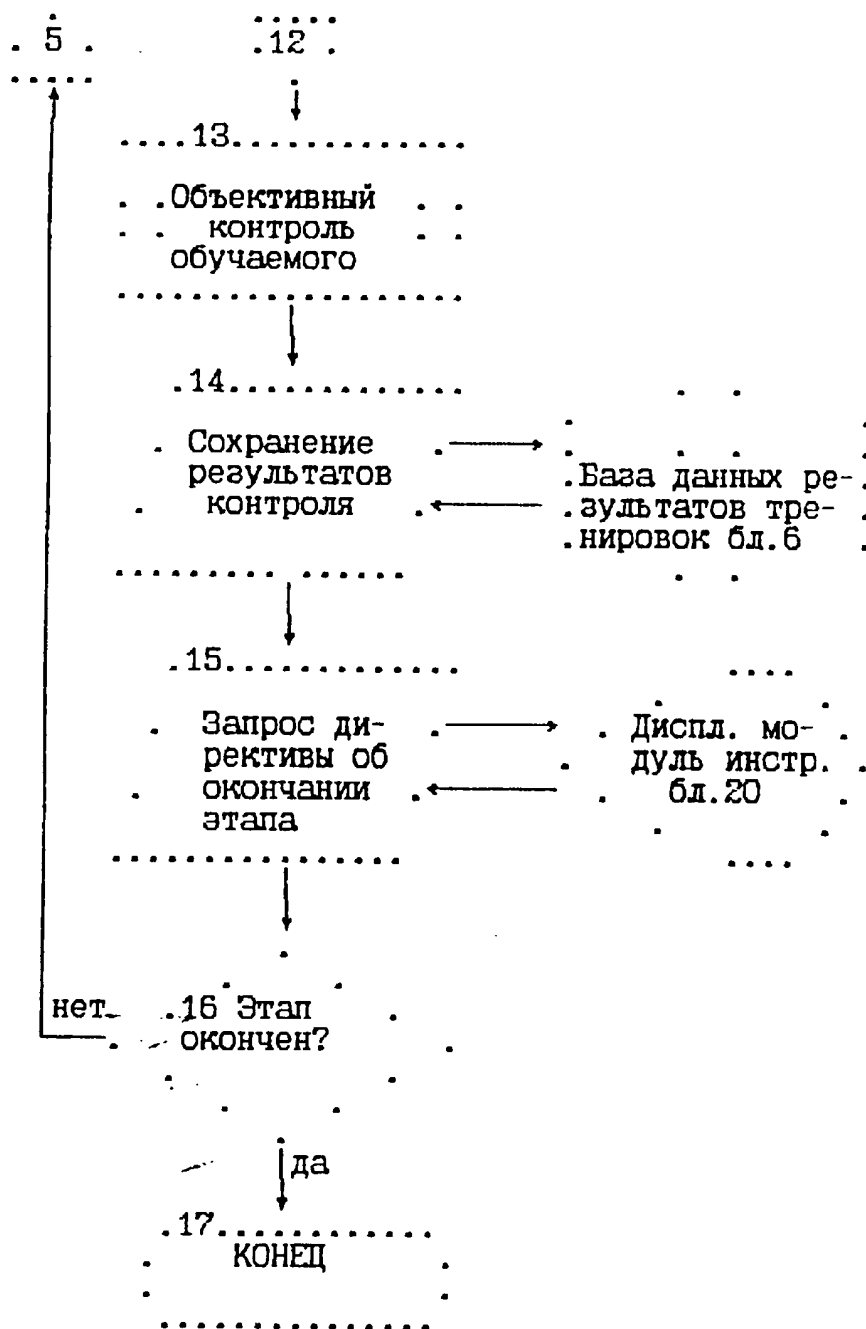 5
12
13
Объективный
контроль
обучаемого
14
Сохранение
результатов
контроля
База данных ре-
зультатов тре-
нировок бл.6
15
Запрос ди-
рективы об
окончании
этапа
Диспл. мо-
дуль инстр.
бл.20
нет
16 Этап
окончен?
да
17
КОНЕЦ